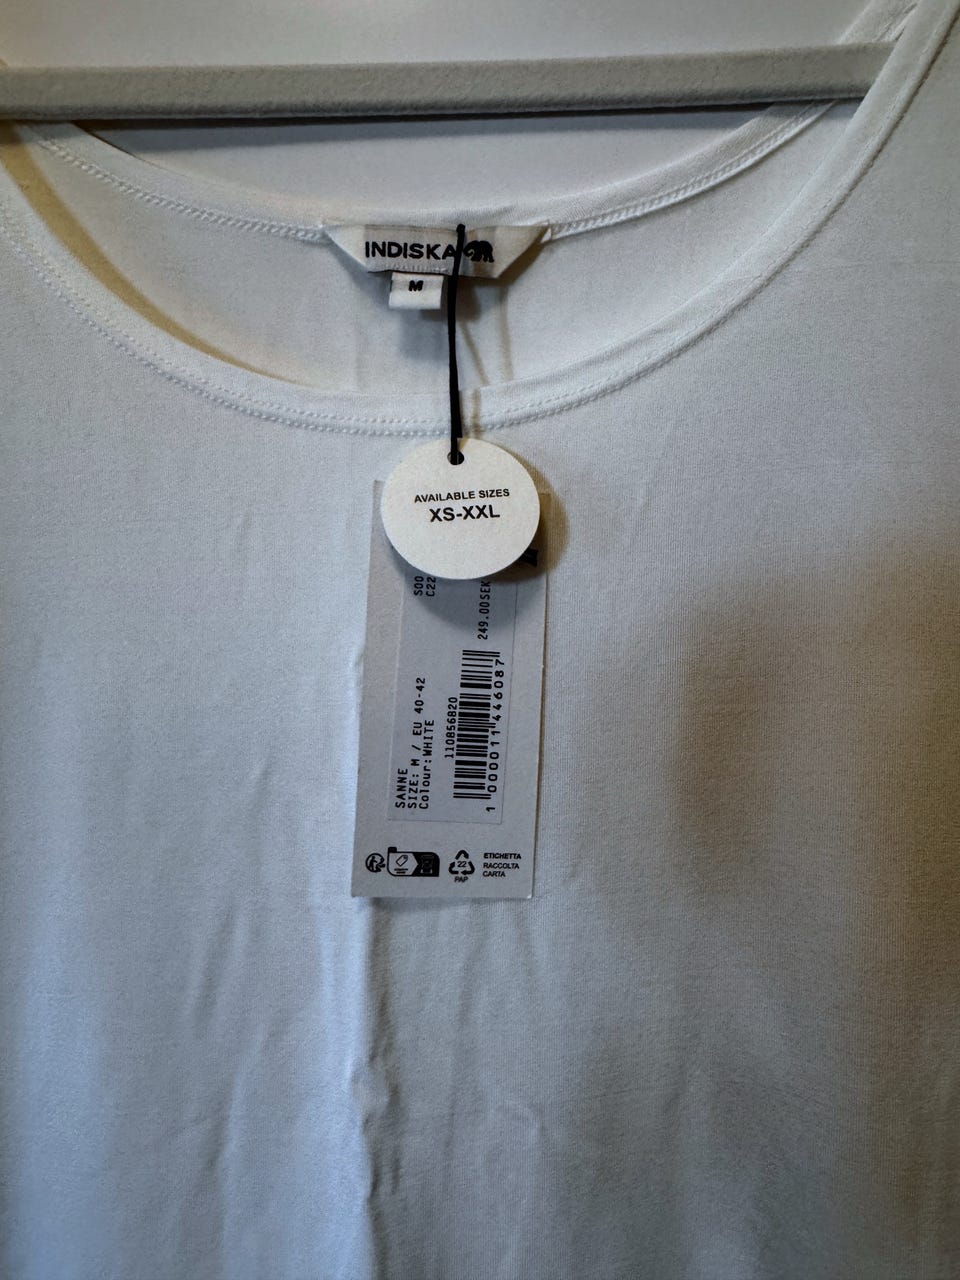 INDISKA
M
AVAILABLE SIZES
XS-XXL
249.00SEK
SANNE
SIZE: M / EU 40-42
Colour:WHITE
110856820
1 000011 446087
22
PAP
ETICHETTA
RACCOLTA
CARTA